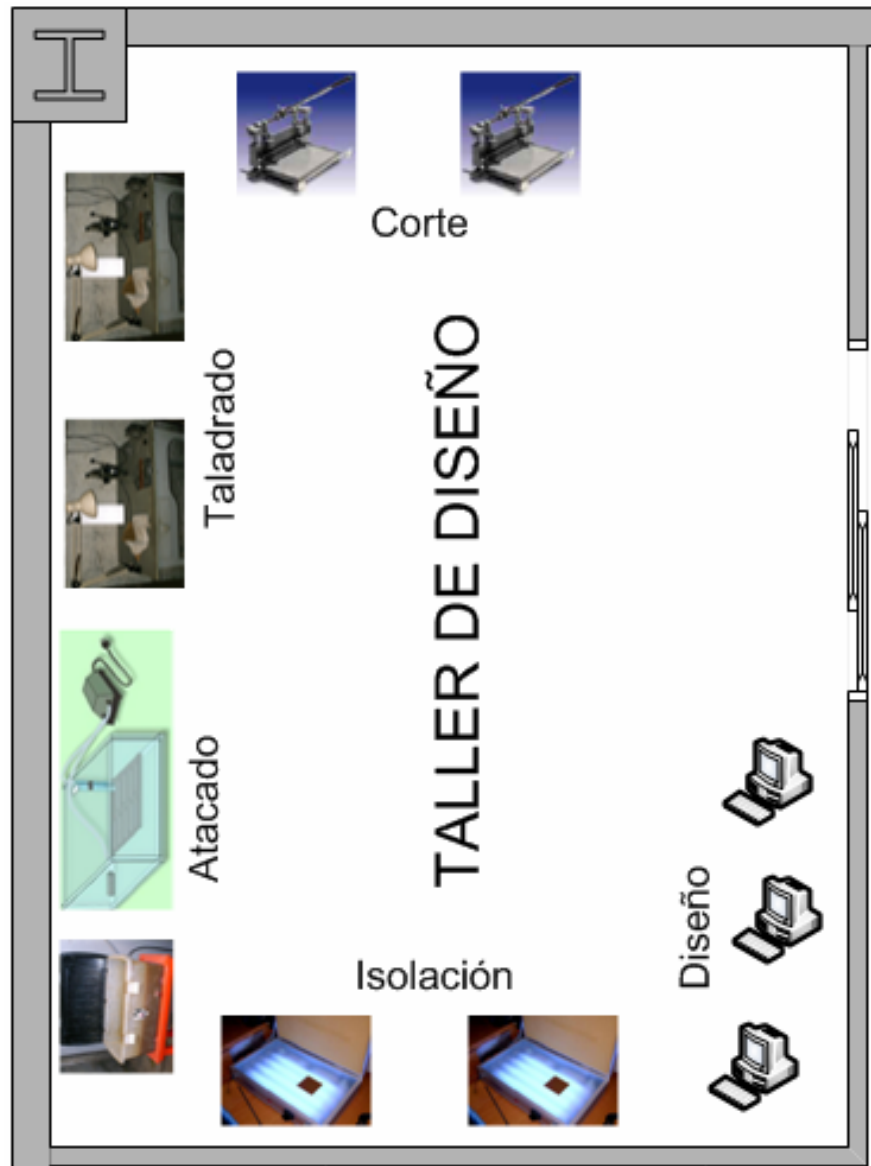 Corte
Taladrado
TALLER DE DISEÑO
Atacado
Diseño
Isolación